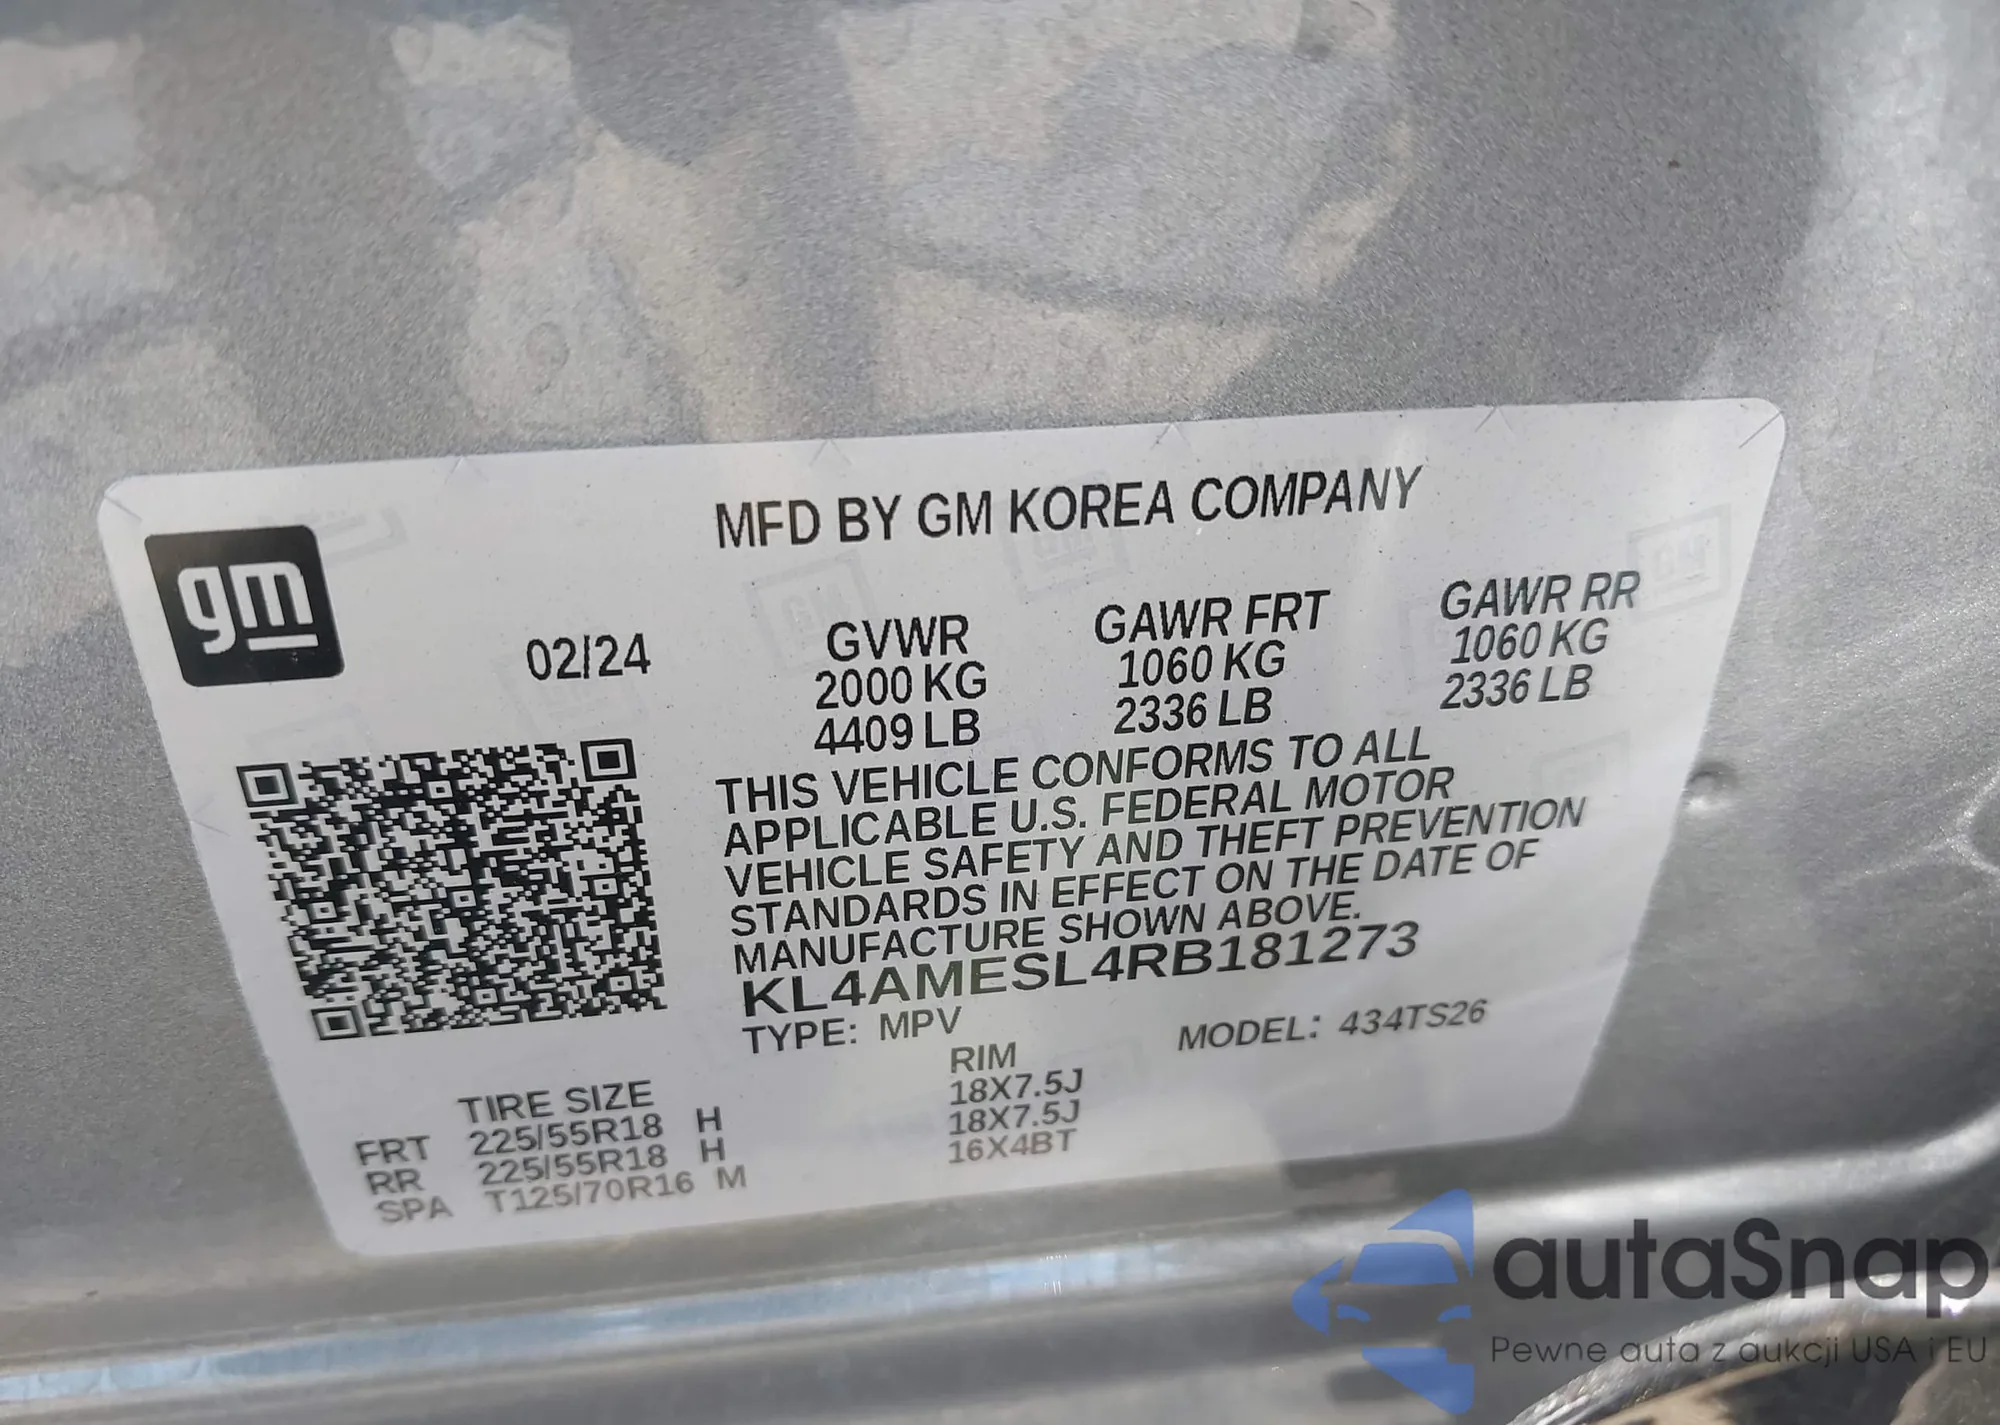 MFD BY GM KOREA COMPANY
gm
02/24
GVWR
2000 KG
4409 LB
GAWR FRT
1060 KG
2336 LB
GAWR RR
1060 KG
2336 LB
THIS VEHICLE CONFORMS TO ALL
APPLICABLE U.S. FEDERAL MOTOR
VEHICLE SAFETY AND THEFT PREVENTION
STANDARDS IN EFFECT ON THE DATE OF
MANUFACTURE SHOWN ABOVE.
KL4AMESL4RB181273
TYPE: MPV
MODEL: 434TS26
TIRE SIZE RIM
FRT 225/55R18 H 18X7.5J
RR 225/55R18 H 18X7.5J
SPA T125/70R16 M 16X4BT
autaSnap
Pewne auta z aukcji USA i EU